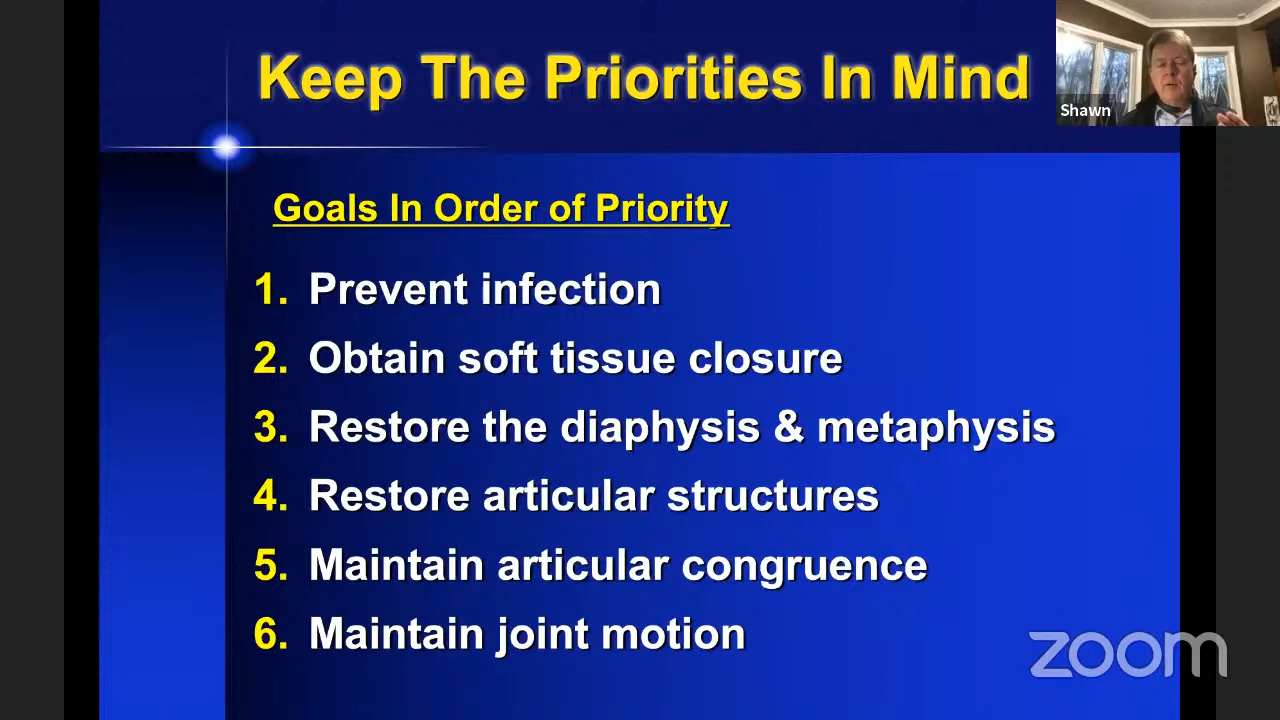 Keep The Priorities In Mind
Shawn
Goals In Order of Priority
1. Prevent infection
2. Obtain soft tissue closure
3. Restore the diaphysis & metaphysis
4. Restore articular structures
5. Maintain articular congruence
6. Maintain joint motion
zoom